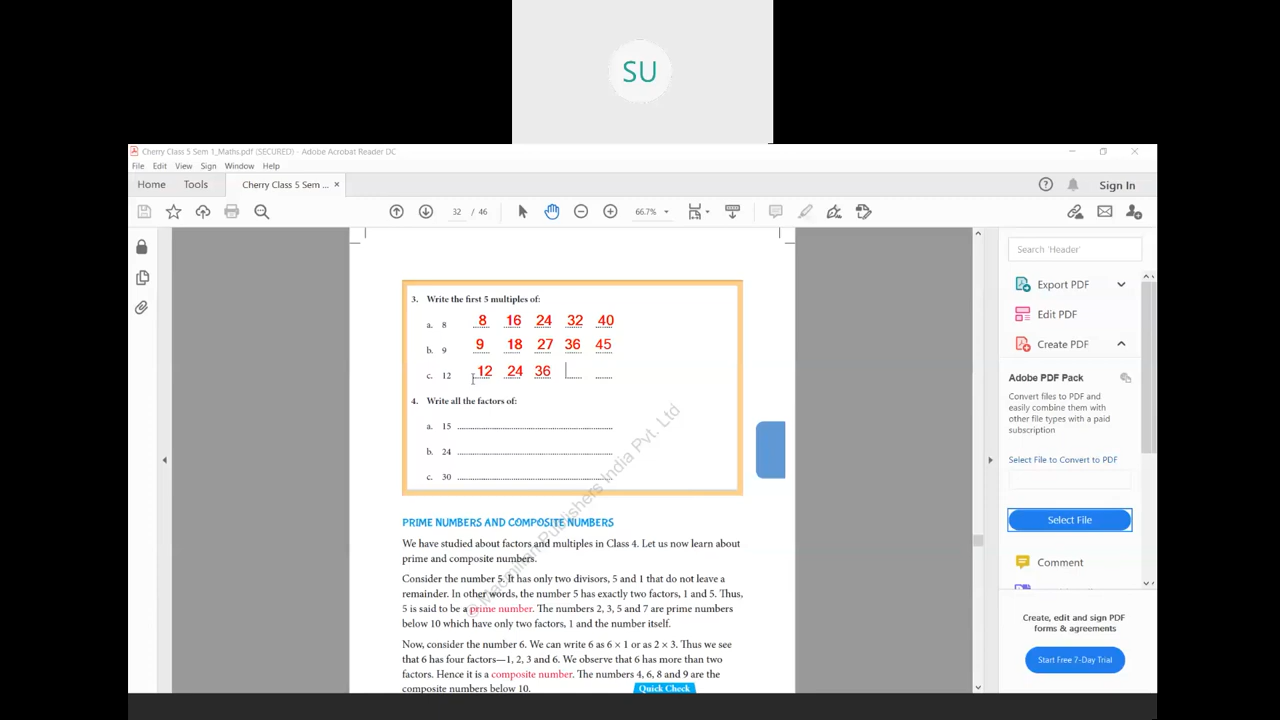 SU
Cherry Class 5 Sem 1_Maths.pdf (SECURED) - Adobe Acrobat Reader DC
File Edit View Sign Window Help
Home Tools Cherry Class 5 Sem ... × Sign In
32 / 46 66.7%
Search 'Header'
Export PDF
Edit PDF
Create PDF
Adobe PDF Pack
Convert files to PDF and
easily combine them with
other file types with a paid
subscription
Select File to Convert to PDF
Select File
Comment
Create, edit and sign PDF
forms & agreements
Start Free 7-Day Trial
3. Write the first 5 multiples of:
a. 8 8 16 24 32 40
b. 9 9 18 27 36 45
c. 12 12 24 36
4. Write all the factors of:
a. 15
b. 24
c. 30
© Macmillan Publishers India Pvt. Ltd
PRIME NUMBERS AND COMPOSITE NUMBERS
We have studied about factors and multiples in Class 4. Let us now learn about
prime and composite numbers.
Consider the number 5. It has only two divisors, 5 and 1 that do not leave a
remainder. In other words, the number 5 has exactly two factors, 1 and 5. Thus,
5 is said to be a prime number. The numbers 2, 3, 5 and 7 are prime numbers
below 10 which have only two factors, 1 and the number itself.
Now, consider the number 6. We can write 6 as 6 × 1 or as 2 × 3. Thus we see
that 6 has four factors—1, 2, 3 and 6. We observe that 6 has more than two
factors. Hence it is a composite number. The numbers 4, 6, 8 and 9 are the
composite numbers below 10.
Quick Check